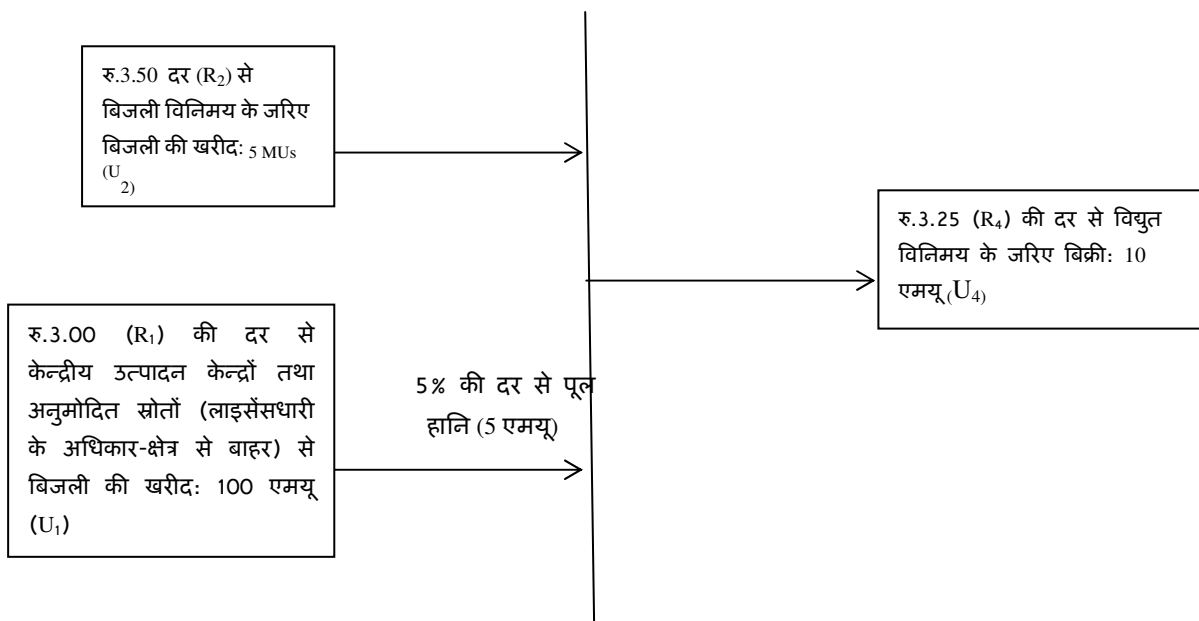 रु.3.50 दर (R2) से
बिजली विनिमय के जरिए
बिजली की खरीद: 5 MUs
(U2)
रु.3.25 (R4) की दर से विद्युत
विनिमय के जरिए बिक्री: 10
एमयू (U4)
रु.3.00 (R1) की दर से
केन्द्रीय उत्पादन केन्द्रों तथा
अनुमोदित स्रोतों (लाइसेंसधारी
के अधिकार-क्षेत्र से बाहर) से
बिजली की खरीद: 100 एमयू
(U1)
5% की दर से पूल
हानि (5 एमयू)